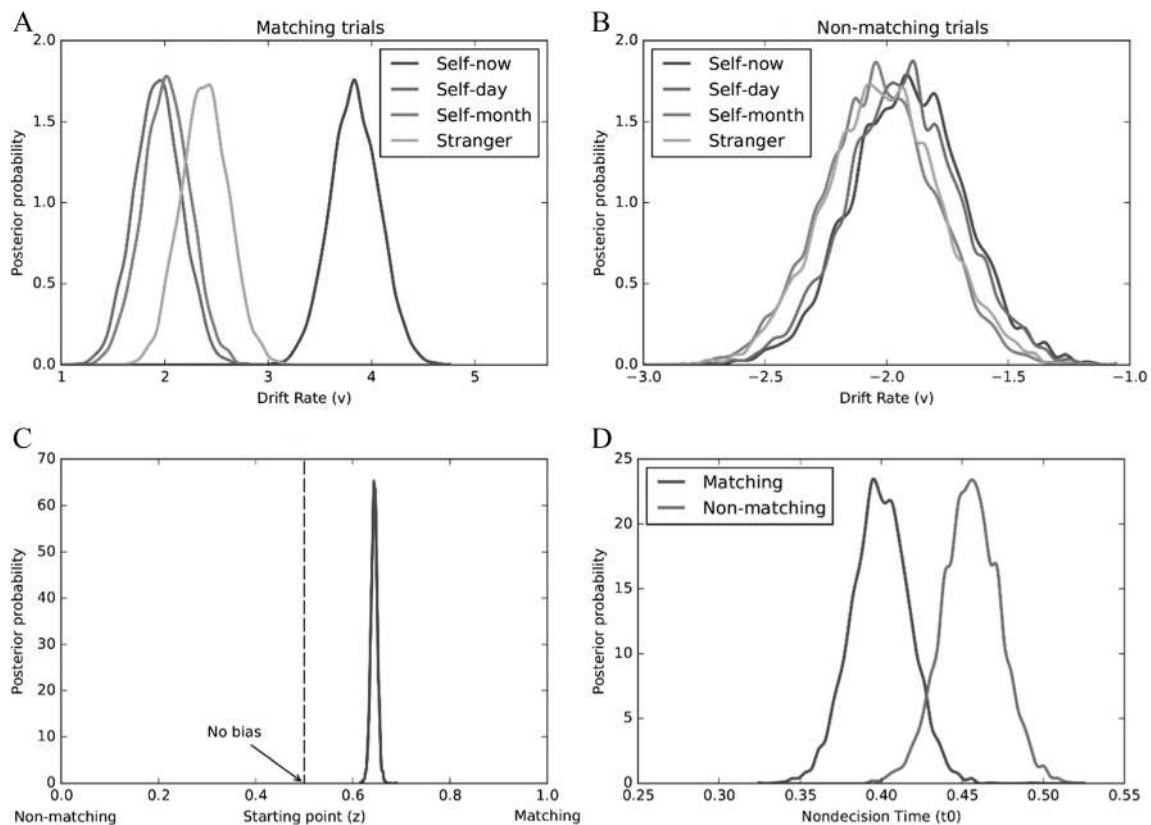 A
Matching trials
2.0
1.5
1.0
0.5
0.0
Posterior probability
Self-now
Self-day
Self-month
Stranger
1 2 3 4 5
Drift Rate (v)
B
Non-matching trials
2.0
1.5
1.0
0.5
0.0
Posterior probability
Self-now
Self-day
Self-month
Stranger
−3.0 −2.5 −2.0 −1.5 −1.0
Drift Rate (v)
C
70
60
50
40
30
20
10
0
Posterior probability
No bias
0.0 0.2 0.4 0.6 0.8 1.0
Non-matching Starting point (z) Matching
D
25
20
15
10
5
0
Posterior probability
Matching
Non-matching
0.25 0.30 0.35 0.40 0.45 0.50 0.55
Nondecision Time (t0)